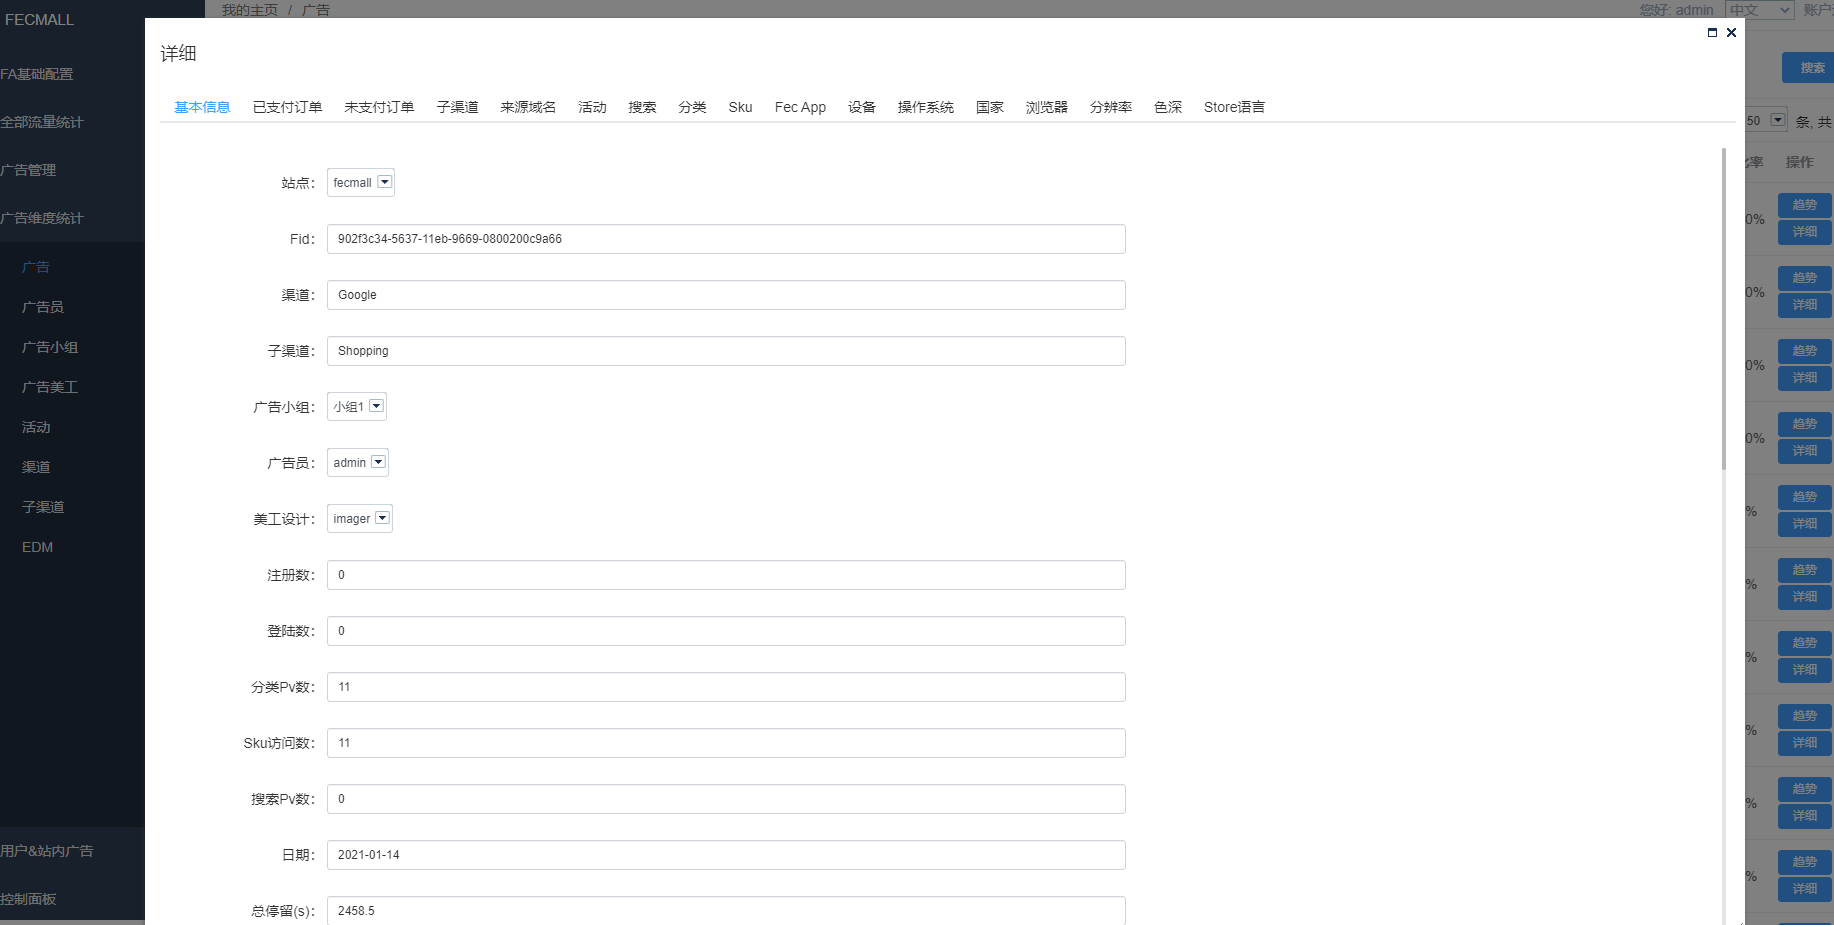 FECMALL
我的主页 / 广告
您好: admin 中文 账户
FA基础配置
全部流量统计
广告管理
广告维度统计
广告
广告员
广告小组
广告美工
活动
渠道
子渠道
EDM
用户&站内广告
控制面板
详细
基本信息 已支付订单 未支付订单 子渠道 来源域名 活动 搜索 分类 Sku Fec App 设备 操作系统 国家 浏览器 分辨率 色深 Store语言
站点: fecmall
Fid: 902f3c34-5637-11eb-9669-0800200c9a66
渠道: Google
子渠道: Shopping
广告小组: 小组1
广告员: admin
美工设计: imager
注册数: 0
登陆数: 0
分类Pv数: 11
Sku访问数: 11
搜索Pv数: 0
日期: 2021-01-14
总停留(s): 2458.5
搜索
50 条, 共
率 操作
0% 趋势
详细
0% 趋势
详细
0% 趋势
详细
0% 趋势
详细
% 趋势
详细
% 趋势
详细
% 趋势
详细
% 趋势
详细
% 趋势
详细
% 趋势
详细